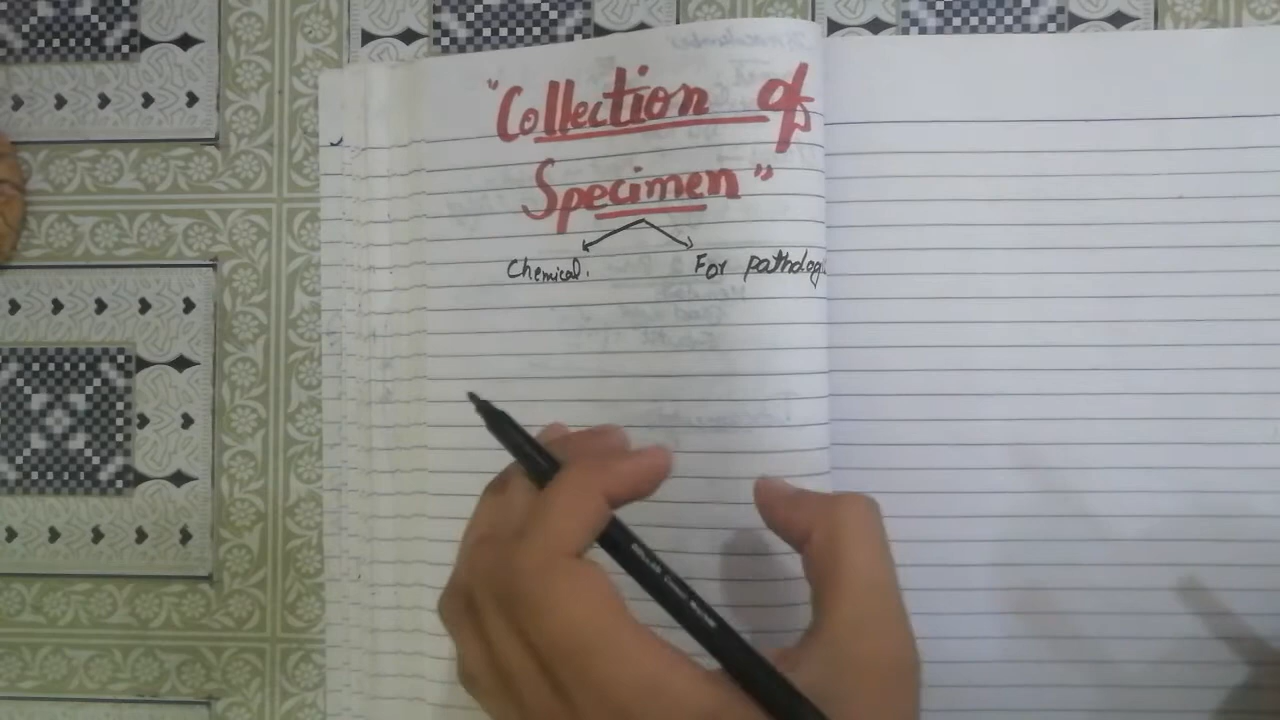 "Collection of
Specimen"
Chemical.
For patholog